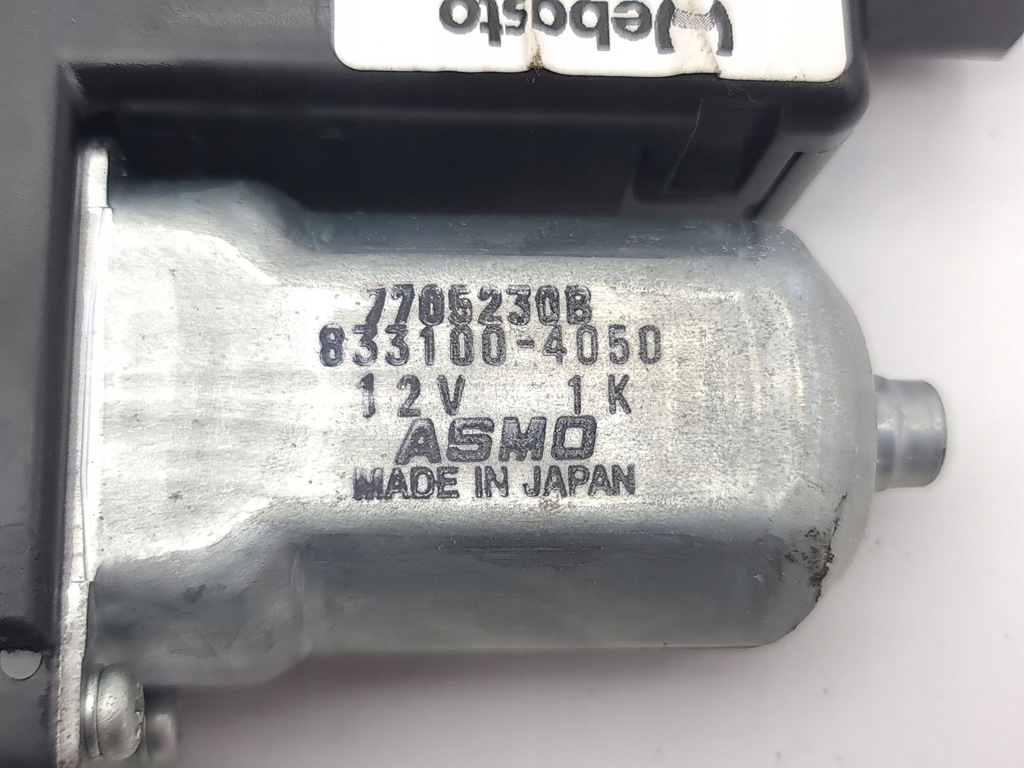 Webasto
7705230B
833100-4050
12V 1K
ASMO
MADE IN JAPAN